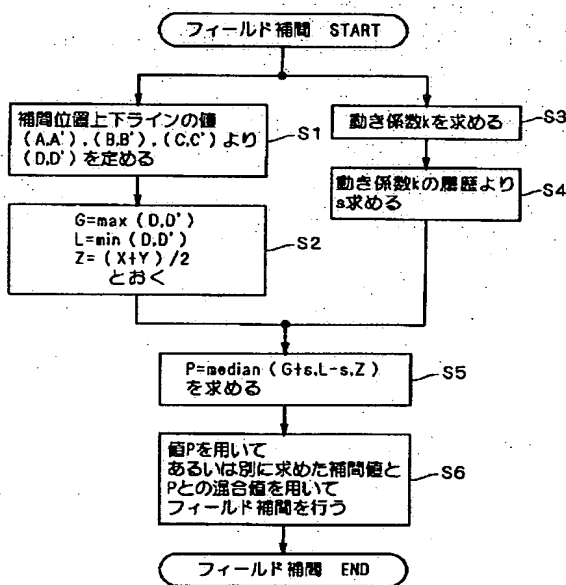 フィールド補間 START
補間位置上下ラインの値
(A,A'),(B,B'),(C,C')より
(D,D')を定める
S1
動き係数kを求める
S3
動き係数kの履歴より
s求める
S4
G=max(D,D')
L=min(D,D')
Z=(X+Y)/2
とおく
S2
P=median(G+s,L-s,Z)
を求める
S5
値Pを用いて
あるいは別に求めた補間値と
Pとの混合値を用いて
フィールド補間を行う
S6
フィールド補間 END